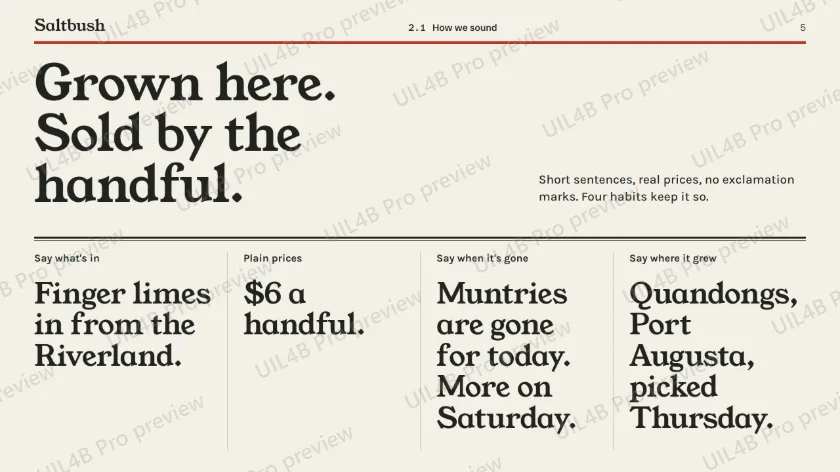 Saltbush
2.1 How we sound
5
Grown here.
Sold by the
handful.
Short sentences, real prices, no exclamation
marks. Four habits keep it so.
Say what's in
Finger limes
in from the
Riverland.
Plain prices
$6 a
handful.
Say when it's gone
Muntries
are gone
for today.
More on
Saturday.
Say where it grew
Quandongs,
Port
Augusta,
picked
Thursday.
UIL4B Pro preview